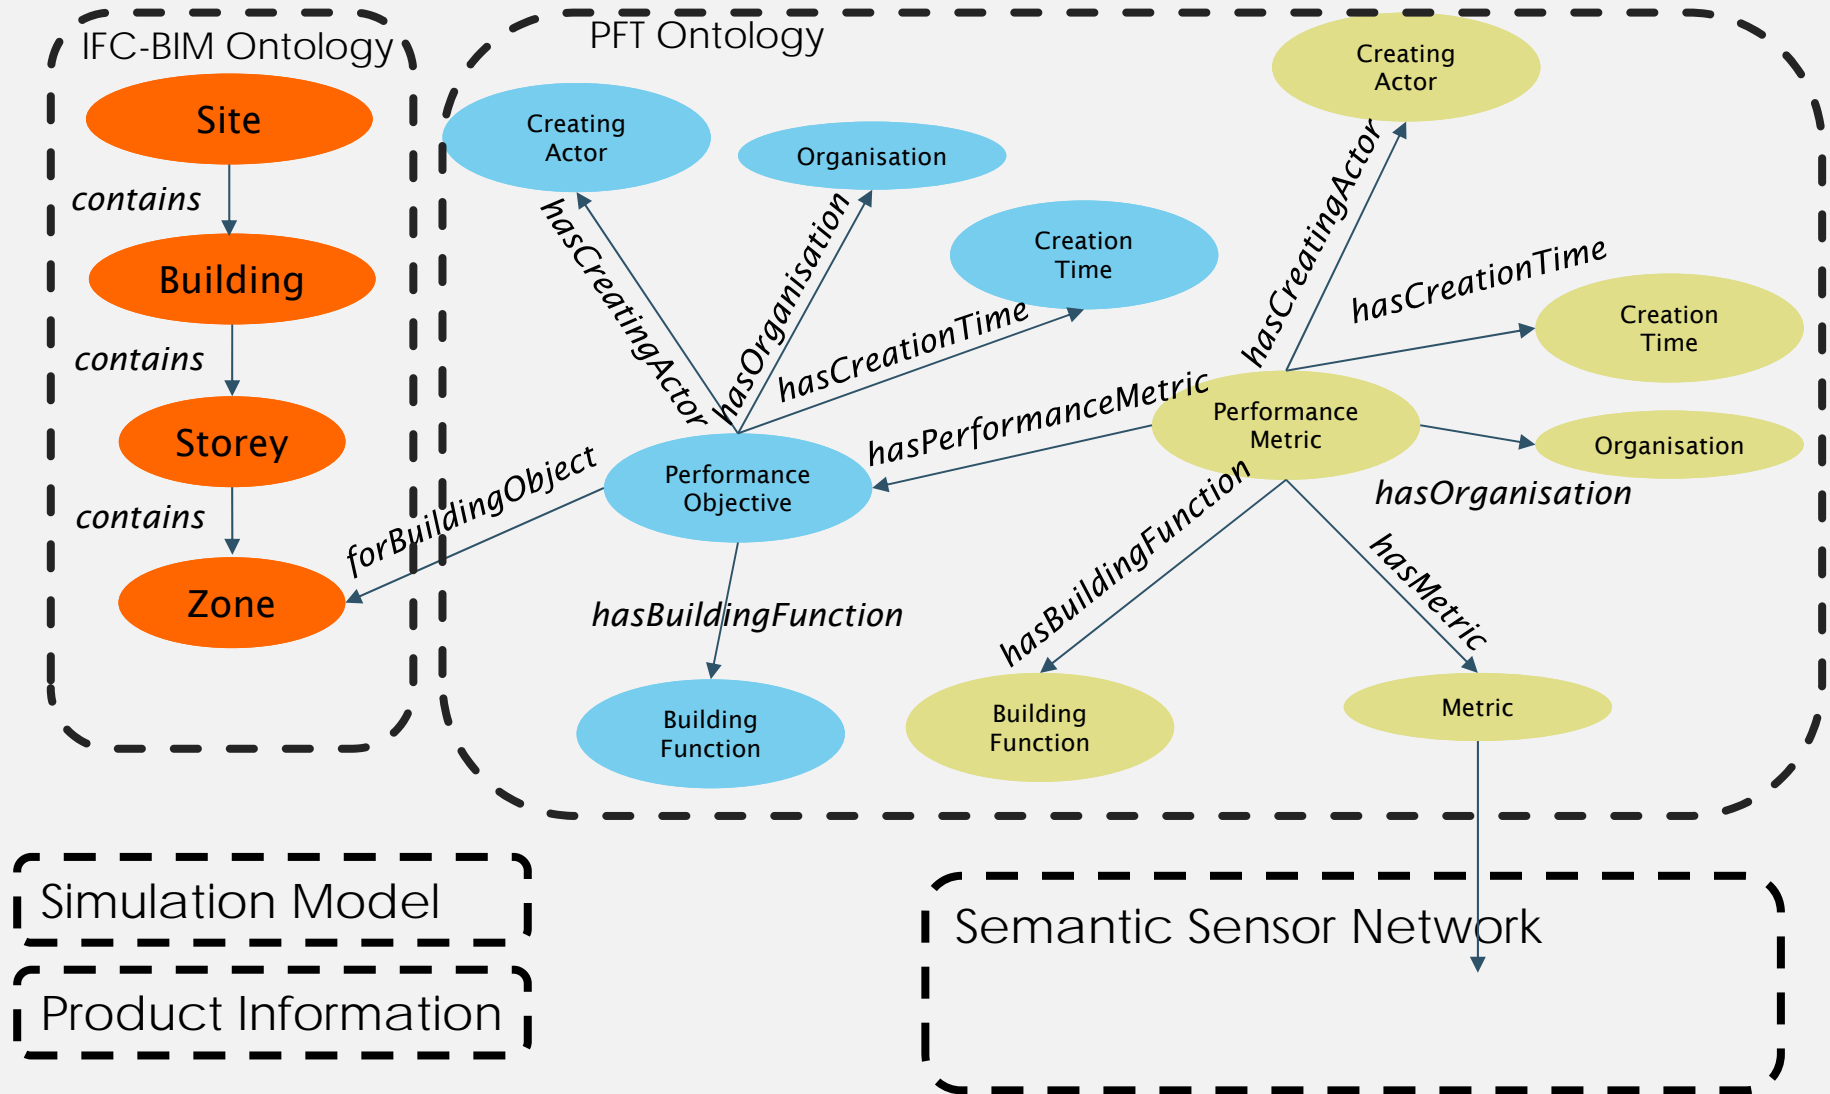 IFC-BIM Ontology
Site
contains
Building
contains
Storey
contains
Zone
PFT Ontology
Creating
Actor
Organisation
Creation
Time
hasCreatingActor
hasOrganisation
hasCreationTime
Performance
Objective
forBuildingObject
hasBuildingFunction
Building
Function
hasPerformanceMetric
Creating
Actor
hasCreatingActor
hasCreationTime
Creation
Time
Performance
Metric
Organisation
hasOrganisation
hasBuildingFunction
hasMetric
Building
Function
Metric
Simulation Model
Product Information
Semantic Sensor Network